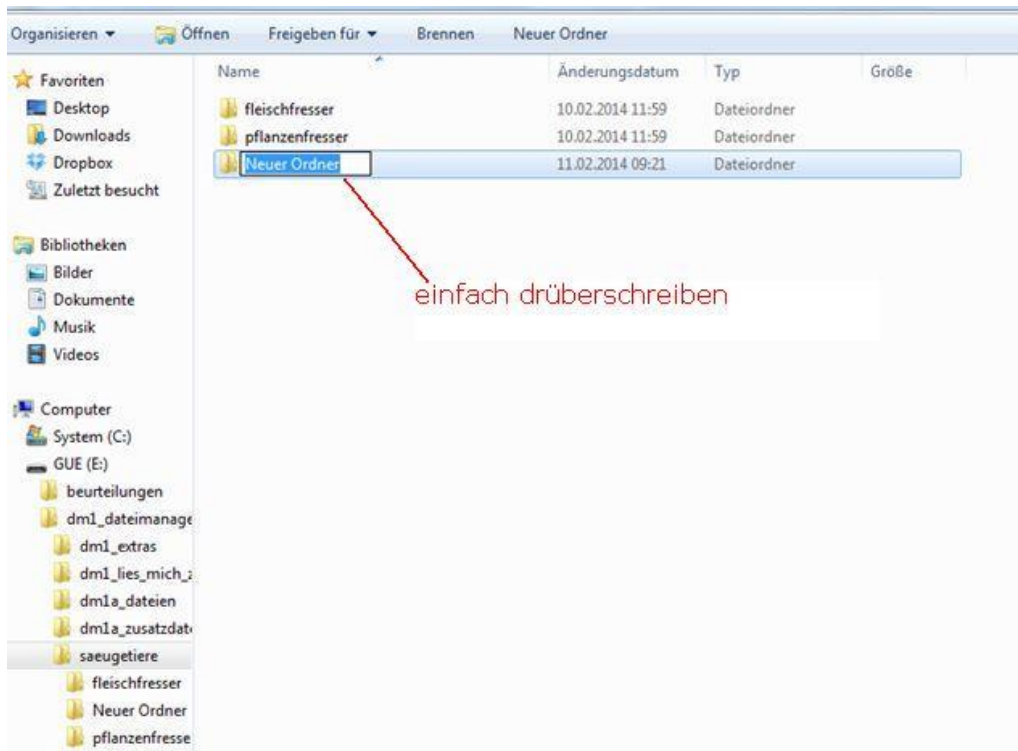 Organisieren Öffnen Freigeben für Brennen Neuer Ordner
Favoriten
Desktop
Downloads
Dropbox
Zuletzt besucht
Bibliotheken
Bilder
Dokumente
Musik
Videos
Computer
System (C:)
GUE (E:)
beurteilungen
dm1_dateimanage
dm1_extras
dm1_lies_mich_z
dm1a_dateien
dm1a_zusatzdate
saeugetiere
fleischfresser
Neuer Ordner
pflanzenfresse
Name Änderungsdatum Typ Größe
fleischfresser 10.02.2014 11:59 Dateiordner
pflanzenfresser 10.02.2014 11:59 Dateiordner
Neuer Ordner 11.02.2014 09:21 Dateiordner
einfach drüberschreiben